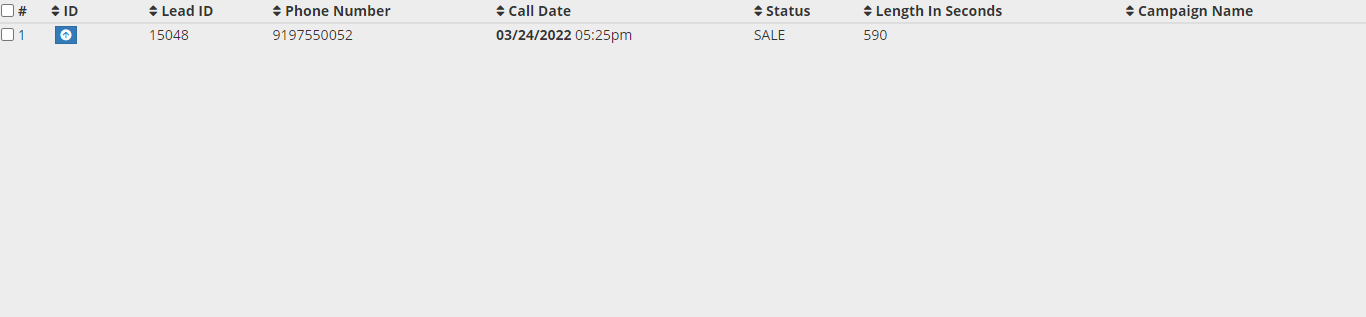 # ID Lead ID Phone Number Call Date Status Length In Seconds Campaign Name
1 15048 9197550052 03/24/2022 05:25pm SALE 590